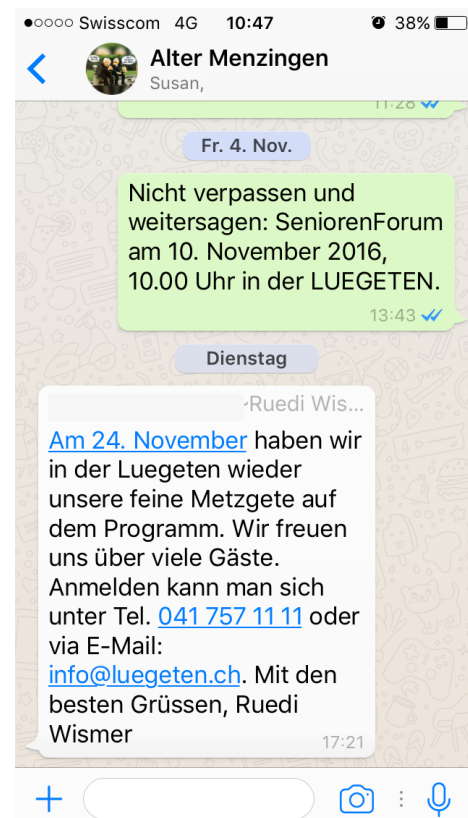 Swisscom 4G 10:47 38%
Alter Menzingen
Susan,
11:28
Fr. 4. Nov.
Nicht verpassen und
weitersagen: SeniorenForum
am 10. November 2016,
10.00 Uhr in der LUEGETEN.
13:43
Dienstag
~Ruedi Wis...
Am 24. November haben wir
in der Luegeten wieder
unsere feine Metzgete auf
dem Programm. Wir freuen
uns über viele Gäste.
Anmelden kann man sich
unter Tel. 041 757 11 11 oder
via E-Mail:
info@luegeten.ch. Mit den
besten Grüssen, Ruedi
Wismer
17:21